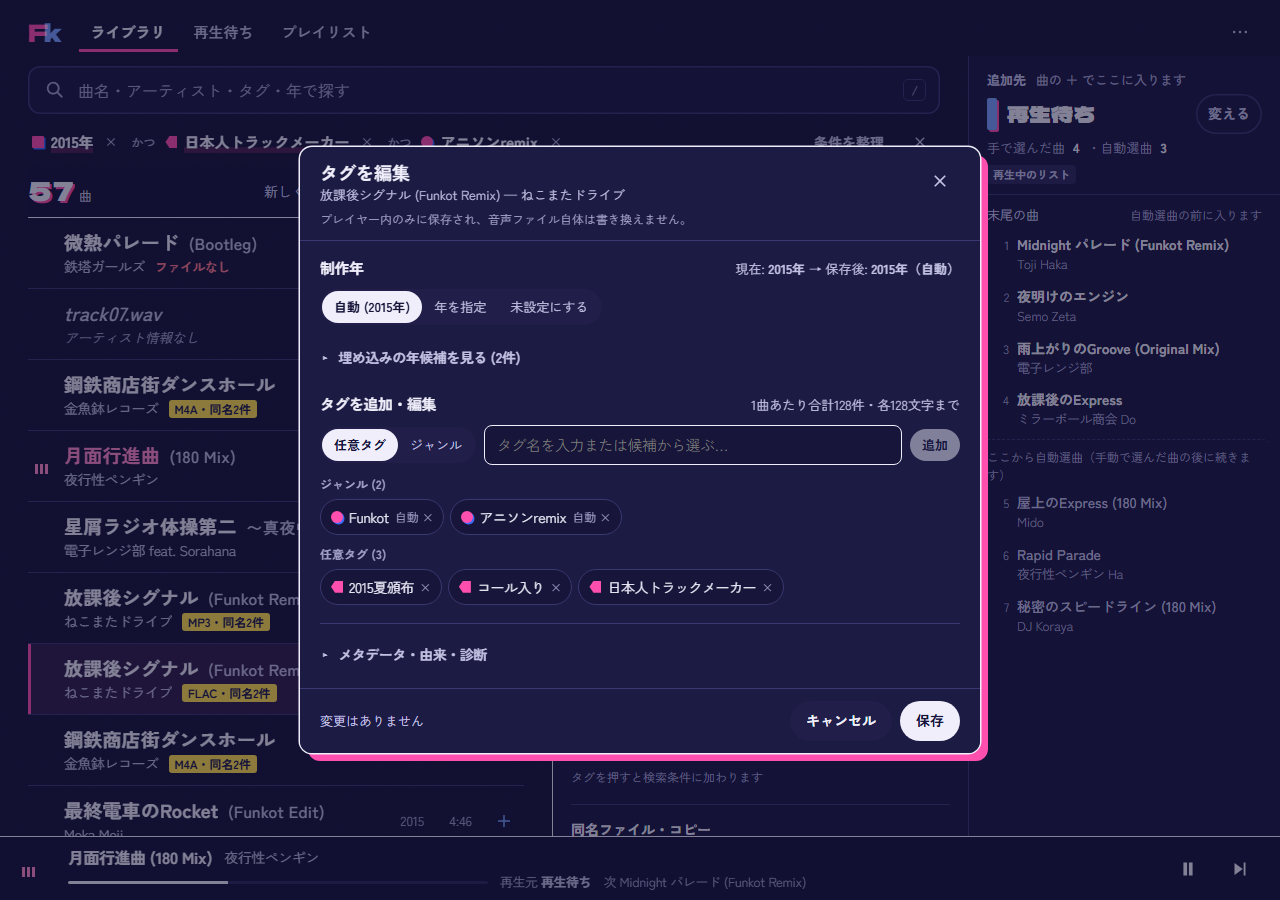 Fk ライブラリ 再生待ち プレイリスト …
曲名・アーティスト・タグ・年で探す /
2015年 × かつ 日本人トラックメーカー × かつ アニソンremix × 条件を整理 ×
57 曲 新し
微熱パレード (Bootleg)
鉄塔ガールズ ファイルなし
track07.wav
アーティスト情報なし
鋼鉄商店街ダンスホール
金魚鉢レコーズ M4A・同名2件
月面行進曲 (180 Mix)
夜行性ペンギン
星屑ラジオ体操第二 ～真夜
電子レンジ部 feat. Sorahana
放課後シグナル (Funkot Rem
ねこまたドライブ MP3・同名2件
放課後シグナル (Funkot Rem
ねこまたドライブ FLAC・同名2件
鋼鉄商店街ダンスホール
金魚鉢レコーズ M4A・同名2件
最終電車のRocket (Funkot Edit)
Moka Moji
2015 4:46 ＋
タグを編集 ×
放課後シグナル (Funkot Remix) — ねこまたドライブ
プレイヤー内のみに保存され、音声ファイル自体は書き換えません。
制作年 現在: 2015年 → 保存後: 2015年（自動）
自動 (2015年) 年を指定 未設定にする
▸ 埋め込みの年候補を見る (2件)
タグを追加・編集 1曲あたり合計128件・各128文字まで
任意タグ ジャンル タグ名を入力または候補から選ぶ… 追加
ジャンル (2)
Funkot 自動 × アニソンremix 自動 ×
任意タグ (3)
2015夏頒布 × コール入り × 日本人トラックメーカー ×
▸ メタデータ・由来・診断
変更はありません キャンセル 保存
タグを押すと検索条件に加わります
同名ファイル・コピー
追加先 曲の ＋ でここに入ります
再生待ち 変える
手で選んだ曲 4 ・自動選曲 3
再生中のリスト
末尾の曲 自動選曲の前に入ります
1 Midnight パレード (Funkot Remix)
Toji Haka
2 夜明けのエンジン
Semo Zeta
3 雨上がりのGroove (Original Mix)
電子レンジ部
4 放課後のExpress
ミラーボール商会 Do
ここから自動選曲（手動で選んだ曲の後に続きま
す）
5 屋上のExpress (180 Mix)
Mido
6 Rapid Parade
夜行性ペンギン Ha
7 秘密のスピードライン (180 Mix)
DJ Koraya
月面行進曲 (180 Mix) 夜行性ペンギン
再生元 再生待ち 次 Midnight パレード (Funkot Remix)